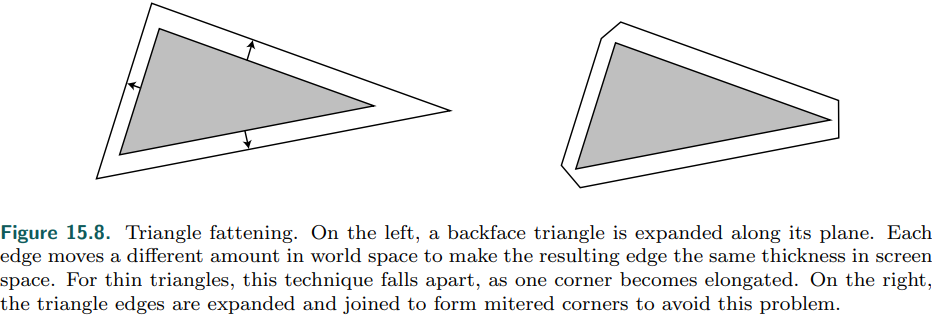 Figure 15.8. Triangle fattening. On the left, a backface triangle is expanded along its plane. Each
edge moves a different amount in world space to make the resulting edge the same thickness in screen
space. For thin triangles, this technique falls apart, as one corner becomes elongated. On the right,
the triangle edges are expanded and joined to form mitered corners to avoid this problem.